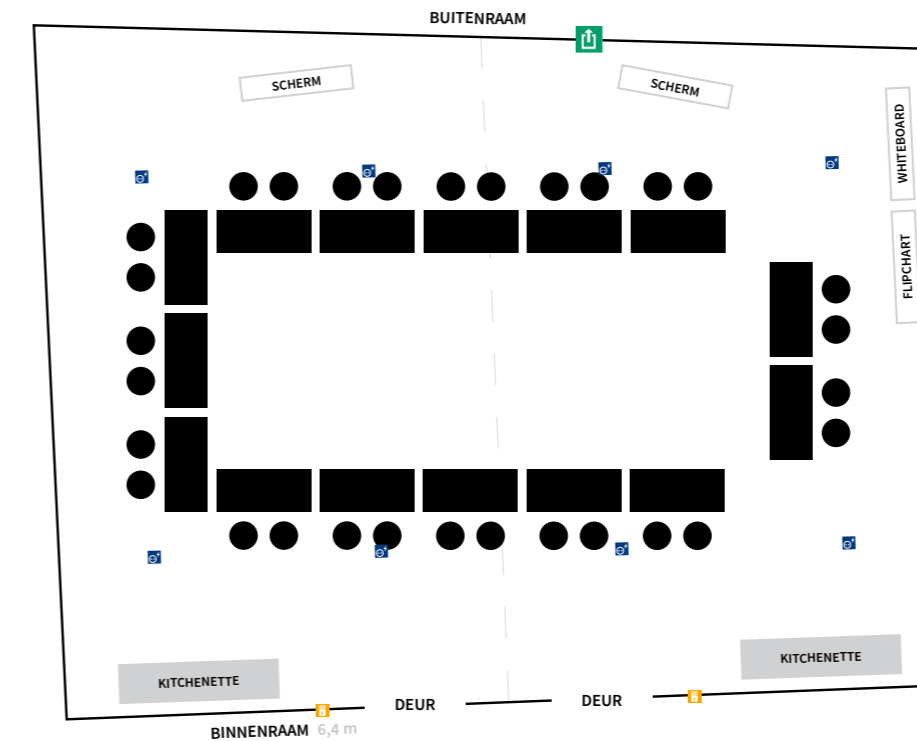 BUITENRAAM
SCHERM
SCHERM
WHITEBOARD
FLIPCHART
KITCHENETTE
KITCHENETTE
DEUR
DEUR
BINNENRAAM 6,4 m